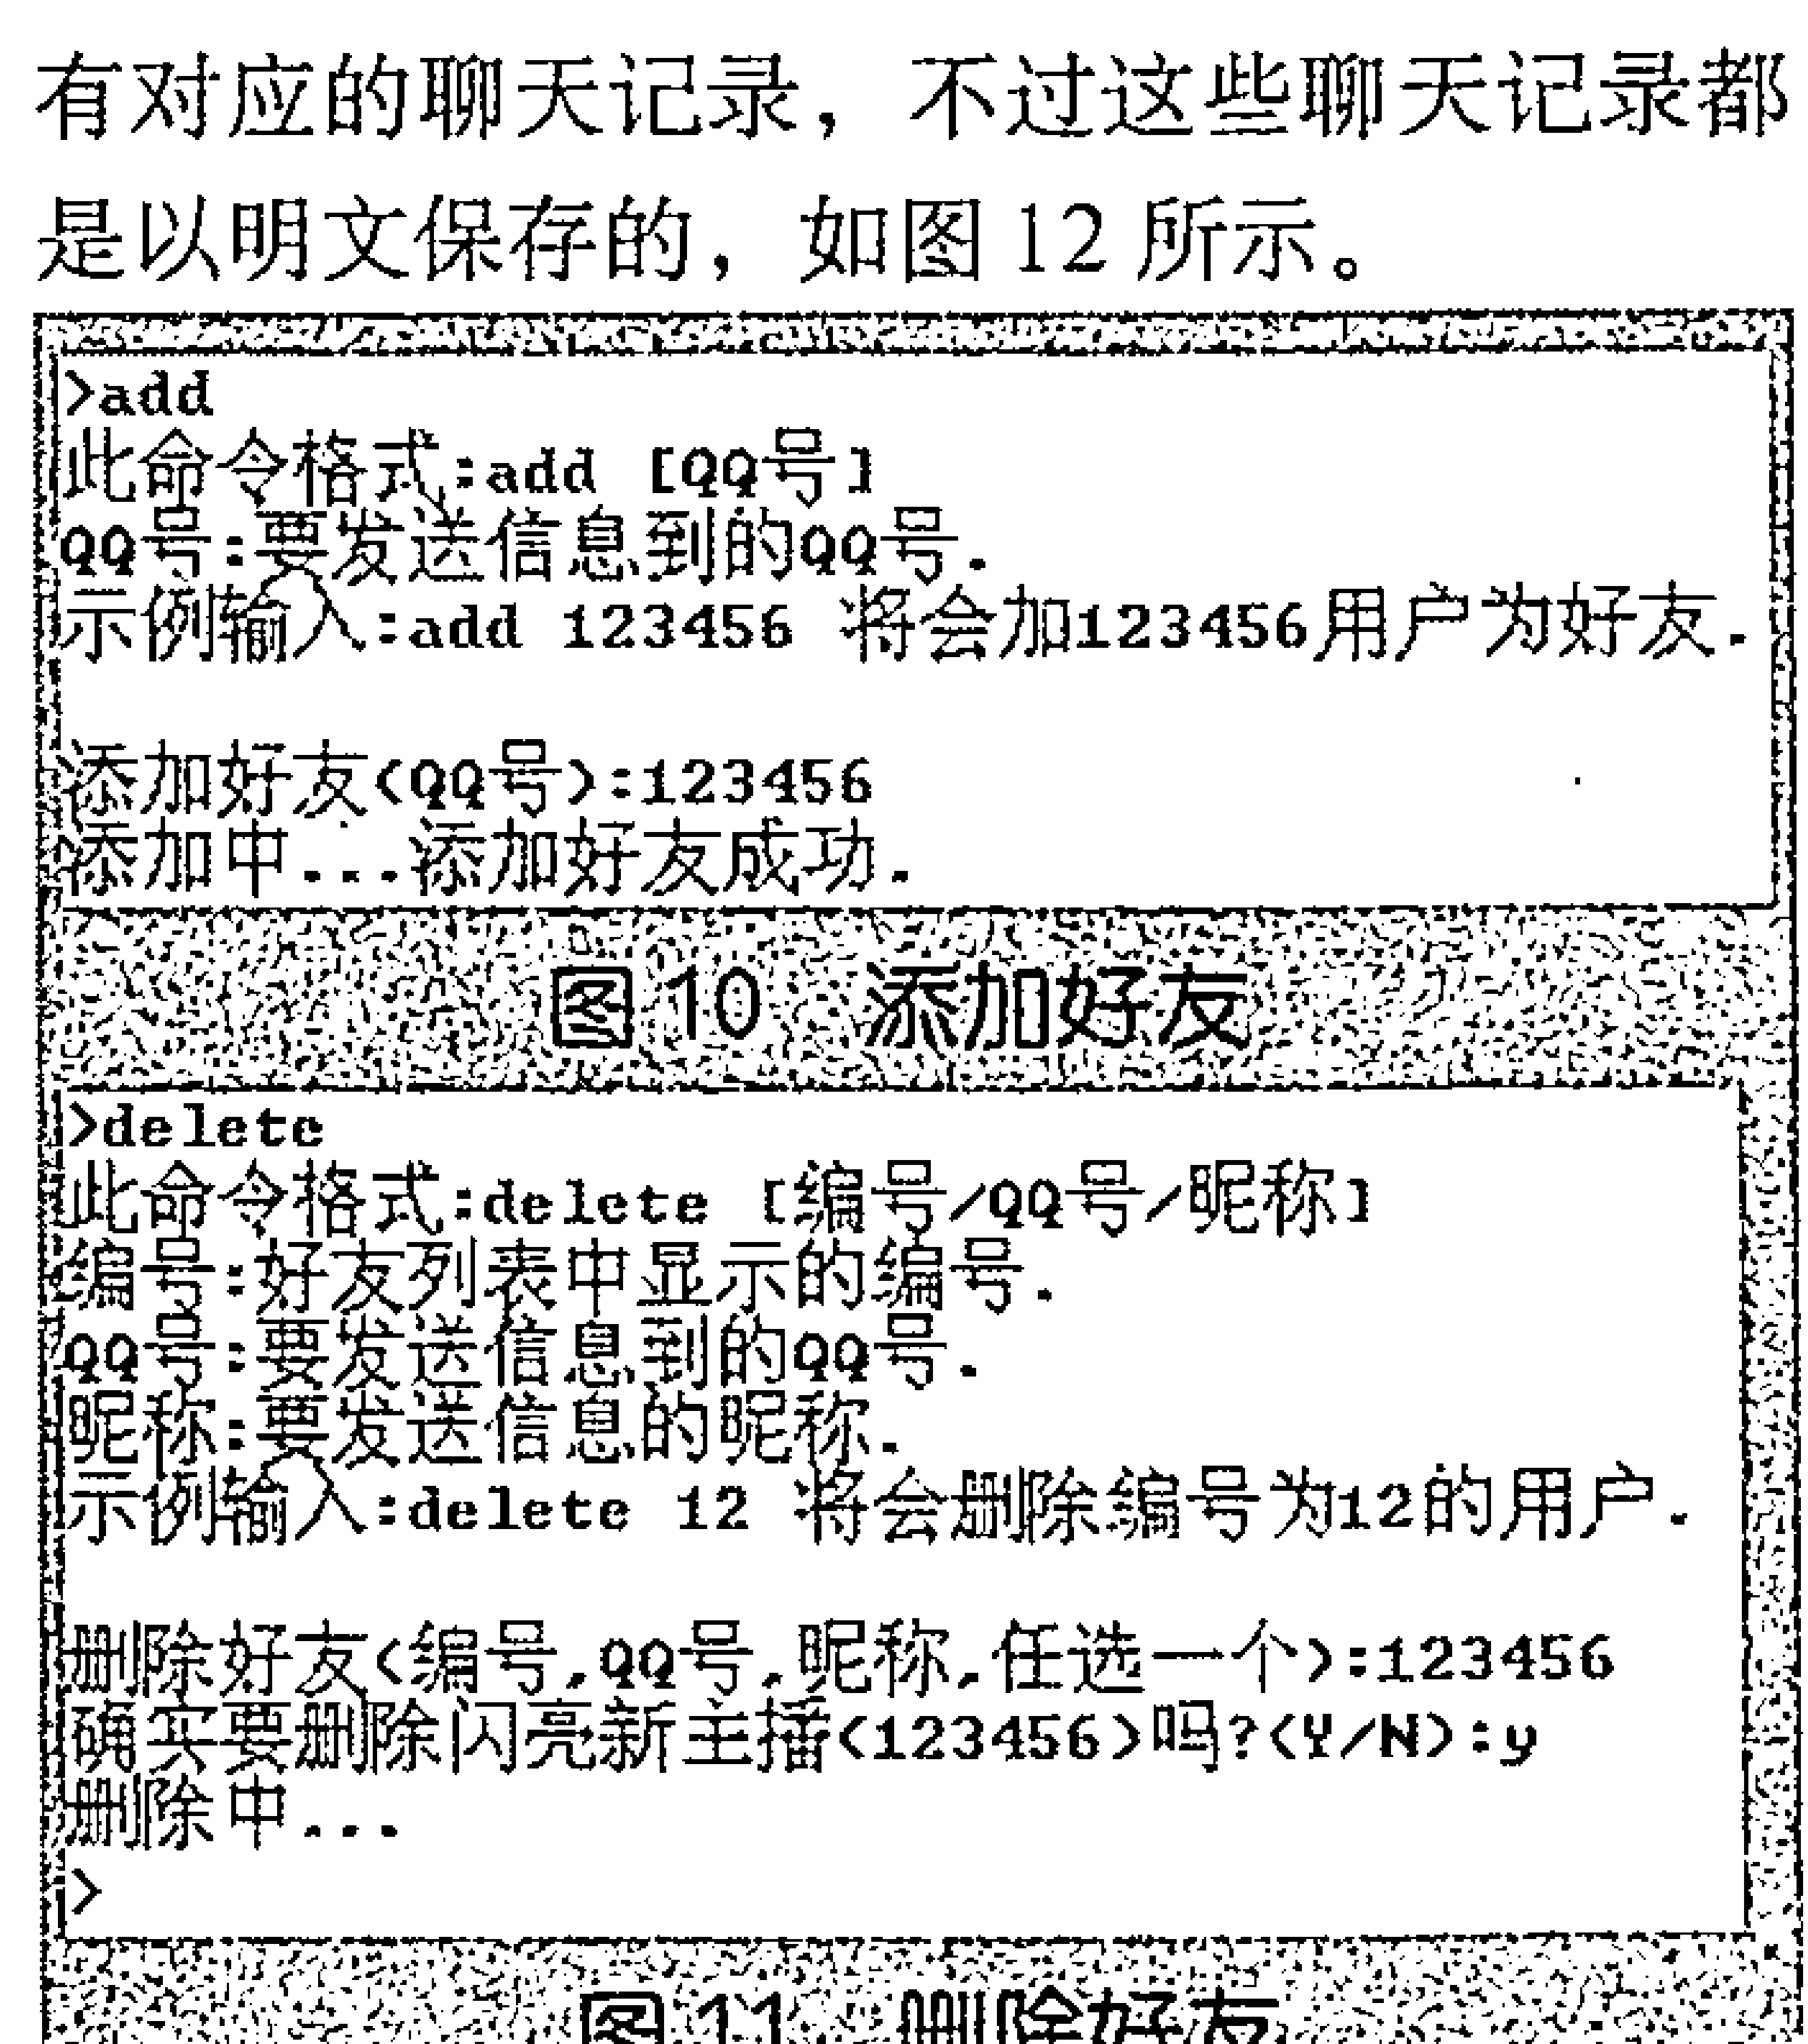 有对应的聊天记录，不过这些聊天记录都
是以明文保存的，如图 12 所示。
>add
此命令格式:add [QQ号]
QQ号:要发送信息到的QQ号.
示例输入:add 123456 将会加123456用户为好友.
添加好友(QQ号):123456
添加中...添加好友成功.
图 10　添加好友
>delete
此命令格式:delete [编号/QQ号/昵称]
编号:好友列表中显示的编号.
QQ号:要发送信息到的QQ号.
昵称:要发送信息的昵称.
示例输入:delete 12 将会删除编号为12的用户.
删除好友(编号,QQ号,昵称,任选一个):123456
确实要删除闪亮新主播(123456)吗?(Y/N):y
删除中...
>
图 11　删除好友